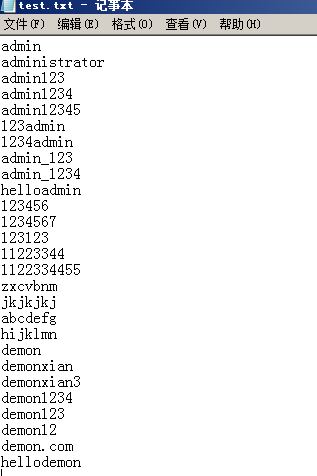 test.txt - 记事本
文件(F) 编辑(E) 格式(O) 查看(V) 帮助(H)
admin
administrator
admin123
admin1234
admin12345
123admin
1234admin
admin_123
admin_1234
helloadmin
123456
1234567
123123
11223344
1122334455
zxcvbnm
jkjkjkj
abcdefg
hijklmn
demon
demonxian
demonxian3
demon1234
demon123
demon12
demon.com
hellodemon